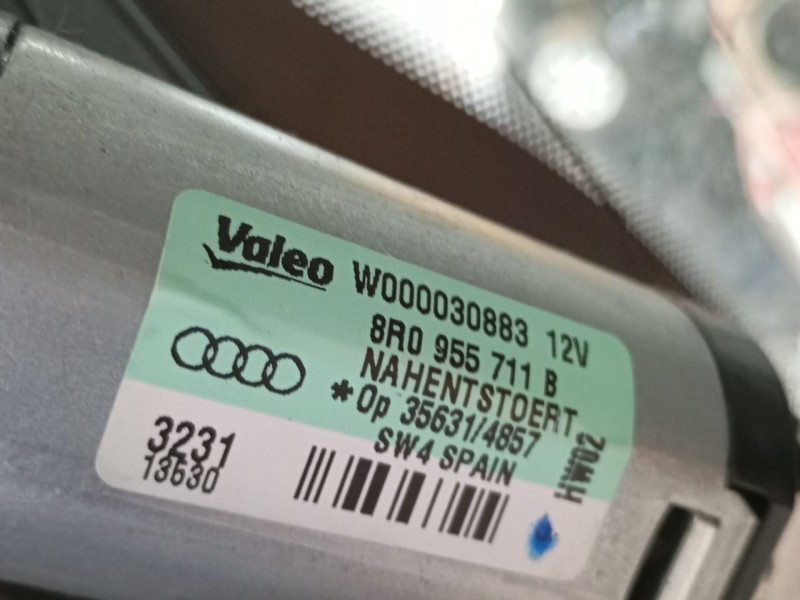 Valeo W000030883 12V
8R0 955 711 B
NAHENTSTOERT
*Op 35631/4857
SW4 SPAIN
HW02
3231
13630